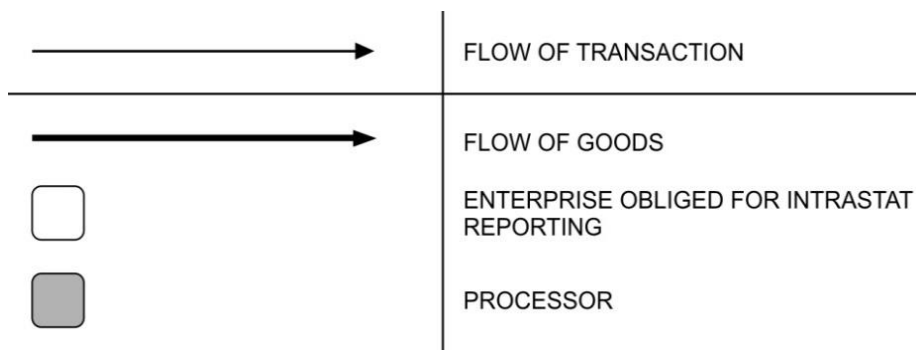 FLOW OF TRANSACTION
FLOW OF GOODS
ENTERPRISE OBLIGED FOR INTRASTAT
REPORTING
PROCESSOR